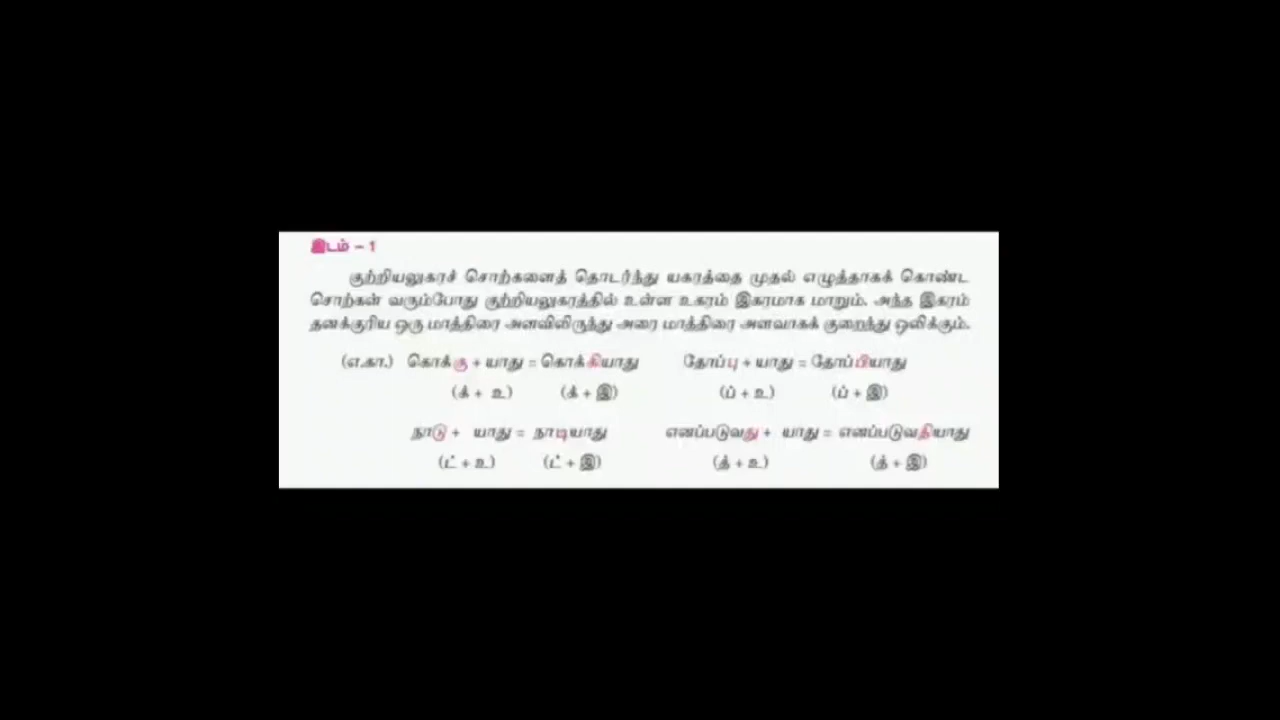 இடம் – 1
குற்றியலுகரச் சொற்களைத் தொடர்ந்து யகரத்தை முதல் எழுத்தாகக் கொண்ட
சொற்கள் வரும்போது குற்றியலுகரத்தில் உள்ள உகரம் இகரமாக மாறும். அந்த இகரம்
தனக்குரிய ஒரு மாத்திரை அளவிலிருந்து அரை மாத்திரை அளவாகக் குறைந்து ஒலிக்கும்.
(எ.கா.) கொக்கு + யாது = கொக்கியாது தோப்பு + யாது = தோப்பியாது
(க் + உ) (க் + இ) (ப் + உ) (ப் + இ)
நாடு + யாது = நாடியாது எனப்படுவது + யாது = எனப்படுவதியாது
(ட் + உ) (ட் + இ) (த் + உ) (த் + இ)